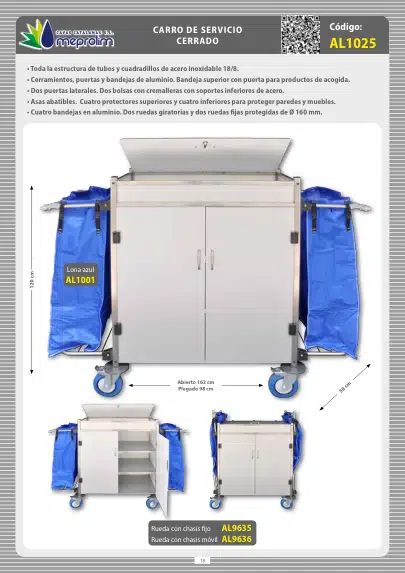 CAYRE CATALANAS S.L.
meprolim
CARRO DE SERVICIO
CERRADO
Código:
AL1025
• Toda la estructura de tubos y cuadradillos de acero inoxidable 18/8.
• Cerramientos, puertas y bandejas de aluminio. Bandeja superior con puerta para productos de acogida.
• Dos puertas laterales. Dos bolsas con cremalleras con soportes inferiores de acero.
• Asas abatibles. Cuatro protectores superiores y cuatro inferiores para proteger paredes y muebles.
• Cuatro bandejas en aluminio. Dos ruedas giratorias y dos ruedas fijas protegidas de Ø 160 mm.
Lona azul
AL1001
120 cm
Abierto 162 cm
Plegado 98 cm
58 cm
Rueda con chasis fijo AL9635
Rueda con chasis móvil AL9636